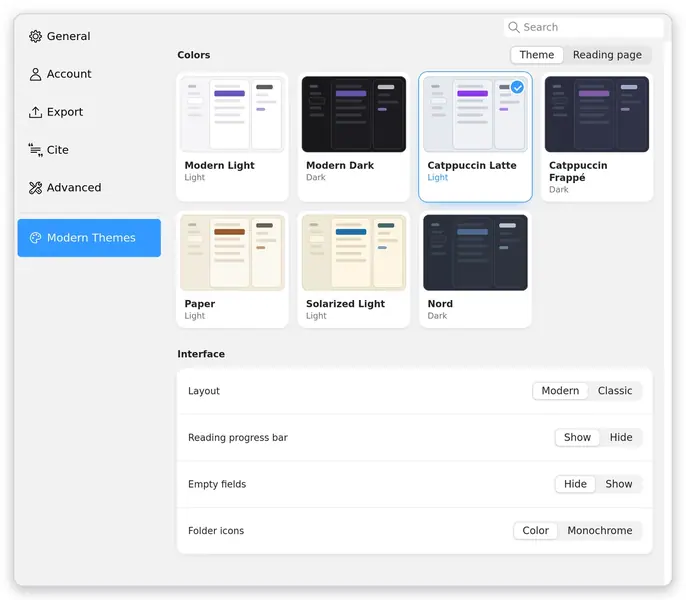 General
Account
Export
Cite
Advanced
Modern Themes
Search
Colors
Theme
Reading page
Modern Light
Light
Modern Dark
Dark
Catppuccin Latte
Light
Catppuccin
Frappé
Dark
Paper
Light
Solarized Light
Light
Nord
Dark
Interface
Layout
Modern
Classic
Reading progress bar
Show
Hide
Empty fields
Hide
Show
Folder icons
Color
Monochrome